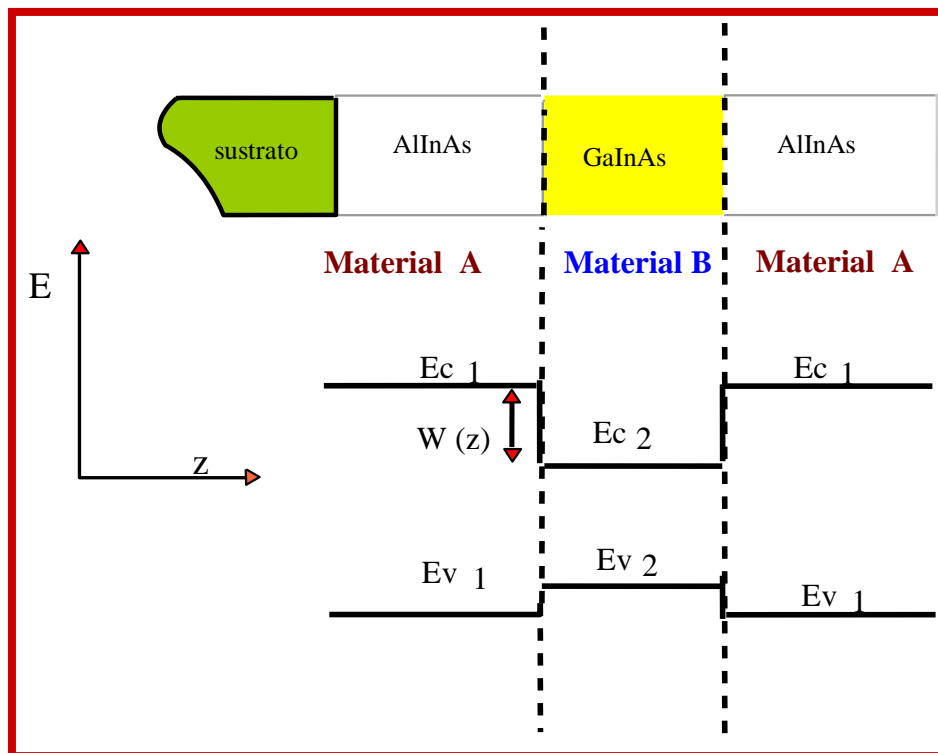 sustrato
AlInAs
GaInAs
AlInAs
Material A
Material B
Material A
E
Ec 1
Ec 1
W (z)
Ec 2
z
Ev 1
Ev 2
Ev 1